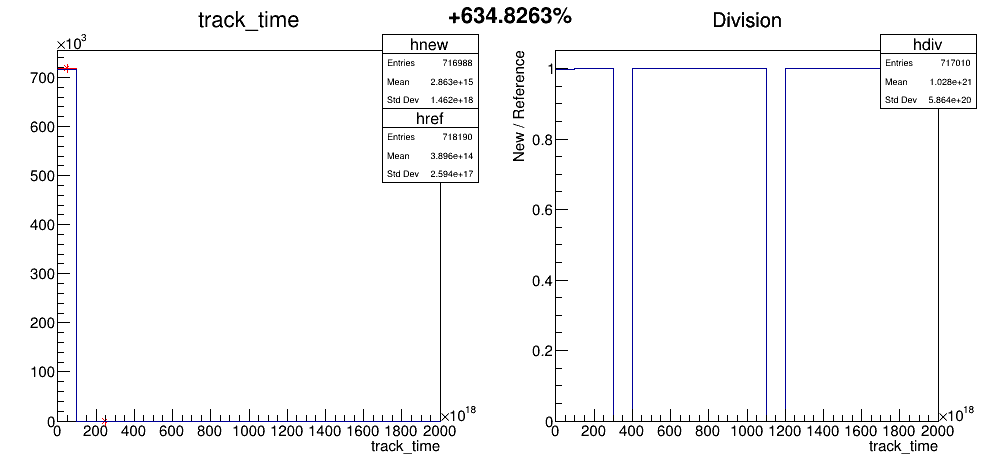 +634.8263%
track_time
×10³
hnew
Entries 716988
Mean 2.863e+15
Std Dev 1.462e+18
href
Entries 718190
Mean 3.896e+14
Std Dev 2.594e+17
700
600
500
400
300
200
100
0
0 200 400 600 800 1000 1200 1400 1600 1800 2000
×10¹⁸
track_time
Division
hdiv
Entries 717010
Mean 1.028e+21
Std Dev 5.864e+20
New / Reference
1
0.8
0.6
0.4
0.2
0
0 200 400 600 800 1000 1200 1400 1600 1800 2000
×10¹⁸
track_time